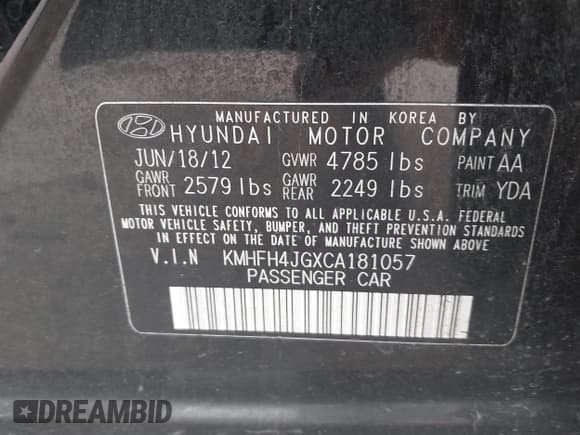 MANUFACTURED IN KOREA BY
HYUNDAI MOTOR COMPANY
JUN/18/12 GVWR 4785 lbs PAINT AA
GAWR FRONT 2579 lbs GAWR REAR 2249 lbs TRIM YDA
THIS VEHICLE CONFORMS TO ALL APPLICABLE U.S.A. FEDERAL
MOTOR VEHICLE SAFETY, BUMPER, AND THEFT PREVENTION STANDARDS
IN EFFECT ON THE DATE OF MANUFACTURE SHOWN ABOVE
V.I.N KMHFH4JGXCA181057
PASSENGER CAR
DREAMBID